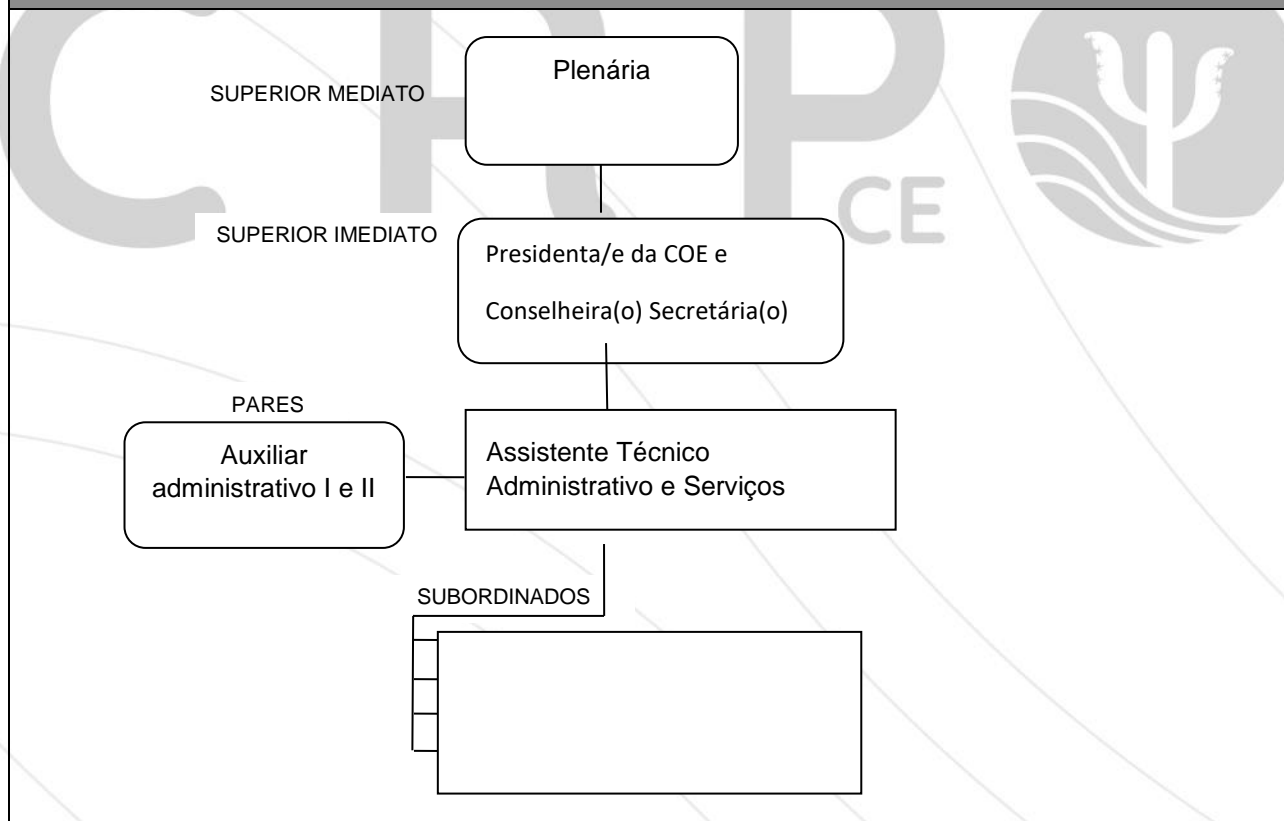 CRP
CE
Plenária
SUPERIOR MEDIATO
SUPERIOR IMEDIATO
Presidenta/e da COE e
Conselheira(o) Secretária(o)
PARES
Auxiliar
administrativo I e II
Assistente Técnico
Administrativo e Serviços
SUBORDINADOS